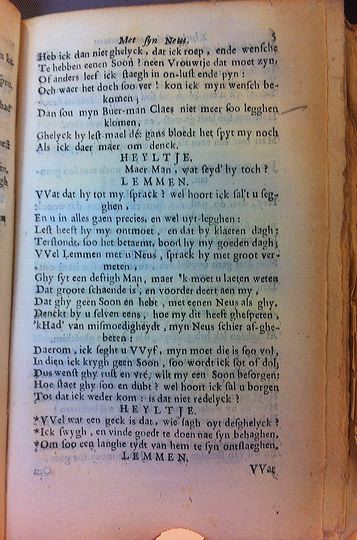 Met syn Neus. 5
Heb ick dan niet ghelyck, dat ick roep, ende wensche
Te hebben eenen Soon? neen Vrouwtje dat moet zyn,
Of anders leef ick staegh in on-lust ende pyn:
Och waer het doch soo ver! kon ick myn wensch be-
komen;
Dan sou myn Buer-man Claes niet meer soo legghen
klomen,
Ghelyck hy lest mael dé: gans bloedt het spyt my noch
Als ick daer maer om denck.
HEYLTJE.
Maer Man, wat seyd' hy toch?
LEMMEN.
VVat dat hy tot my sprack? wel hoort ick sal't u seg-
ghen,
En u in alles gaen precies, en wel uyt-legghen:
Lest heeft hy my ontmoet, en dat by klaeren dagh;
Terstondt, soo het betaemt, bood hy my goeden dagh;
VVel Lemmen met u Neus, sprack hy met groot ver-
meten,
Ghy syt een deftigh Man, maer 'k moet u laeten weten
Dat groote schaende is, en voorder deert aen my,
Dat ghy geen Soon en hebt, met eenen Neus als ghy.
Denckt by u selven eens, hoe my dit heeft ghespeten,
'kHad' van mismoedigheydt, myn Neus schier af-ghe-
beten:
Daerom, ick seght u VVyf, myn moet die is soo vol,
In dien ick krygh geen Soon, soo worde ick sot of dol,
Dus wenst ghy rust en vré, wilt my een Soon besorgen:
Hoe staet ghy soo en dubt? wel hoort ick sal u borgen
Tot dat ick weder kom: is dat niet redelyck?
HEYLTJE.
*VVel wat een geck is dat, wie sagh oyt desghelyck?
*Ick swygh, en vinde goedt te doen nae syn behaghen,
*Om soo een langhe tydt van hem te syn ontslaeghen.
LEMMEN.
VVat